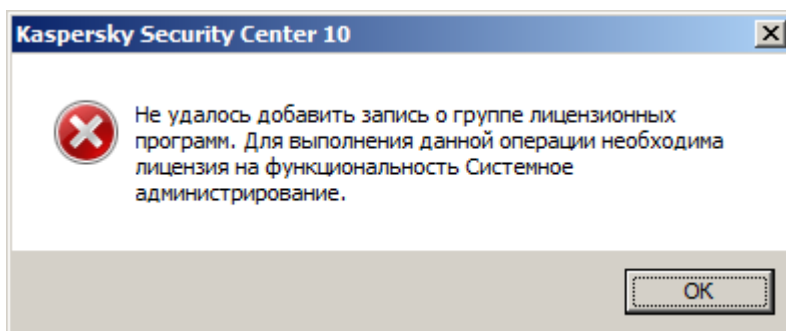 Kaspersky Security Center 10
Не удалось добавить запись о группе лицензионных
программ. Для выполнения данной операции необходима
лицензия на функциональность Системное
администрирование.
OK